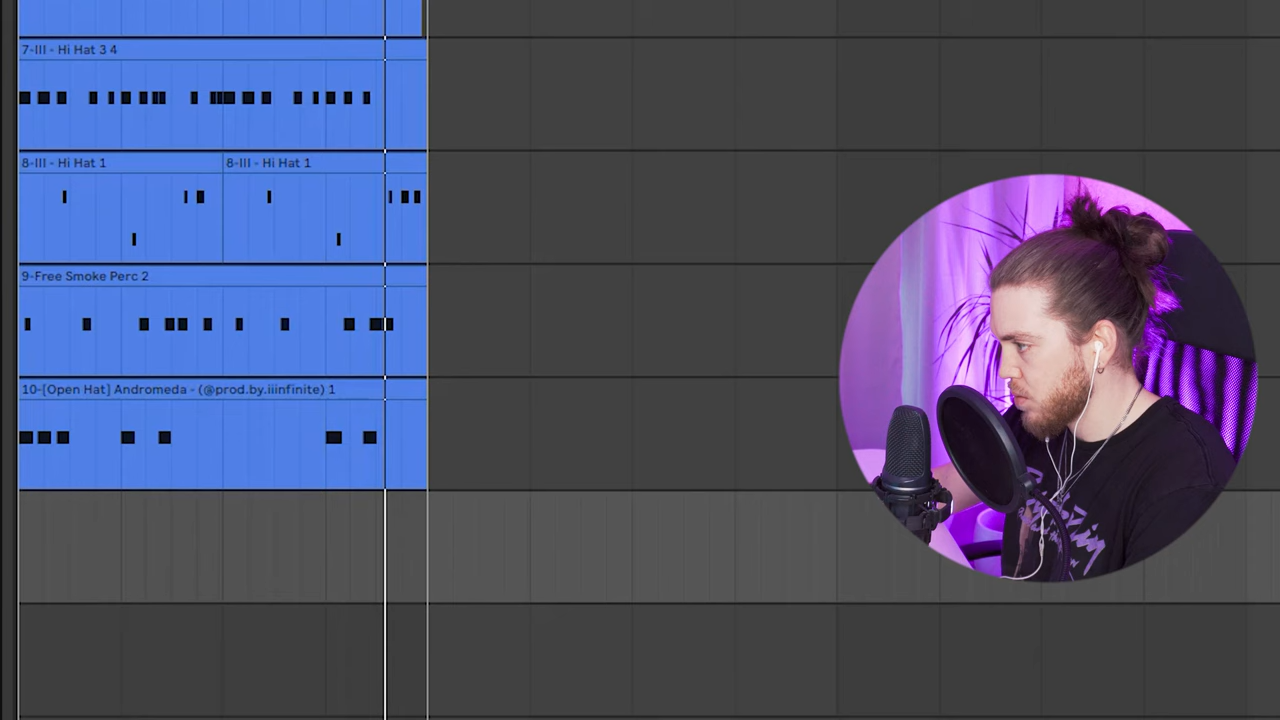 7-III - Hi Hat 3 4
8-III - Hi Hat 1
8-III - Hi Hat 1
9-Free Smoke Perc 2
10-[Open Hat] Andromeda - (@prod.by.iiinfinite) 1